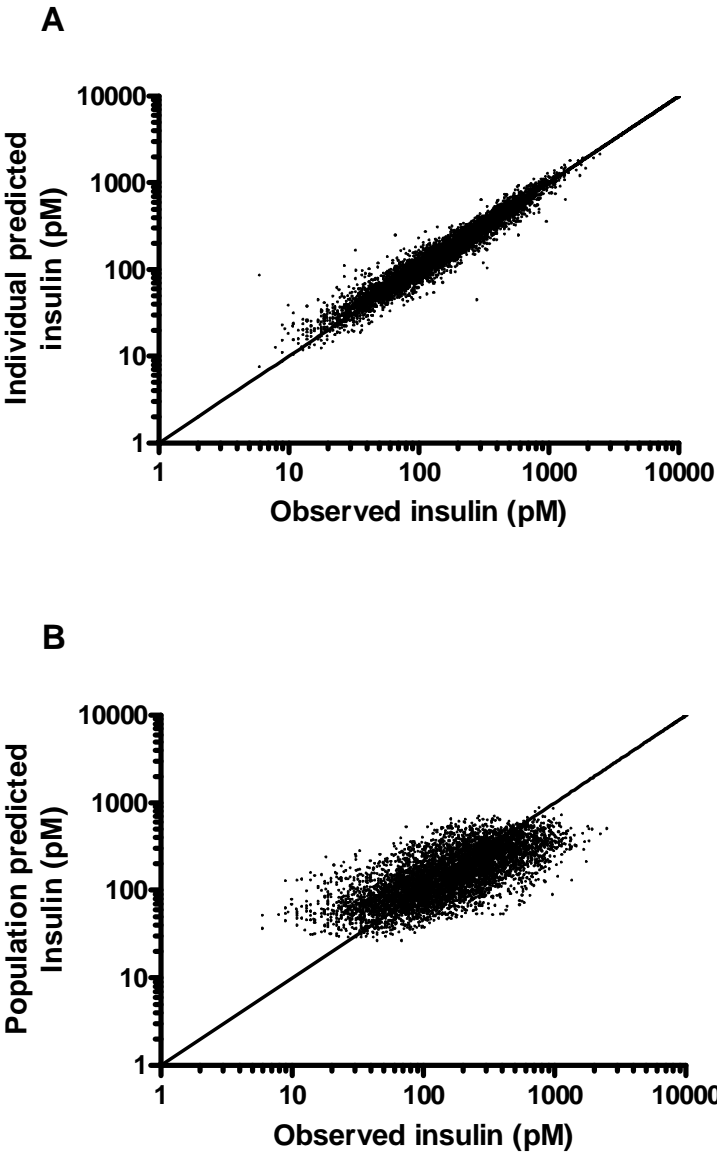 A
Individual predicted
insulin (pM)
10000
1000
100
10
1
1 10 100 1000 10000
Observed insulin (pM)
B
Population predicted
Insulin (pM)
10000
1000
100
10
1
1 10 100 1000 10000
Observed insulin (pM)